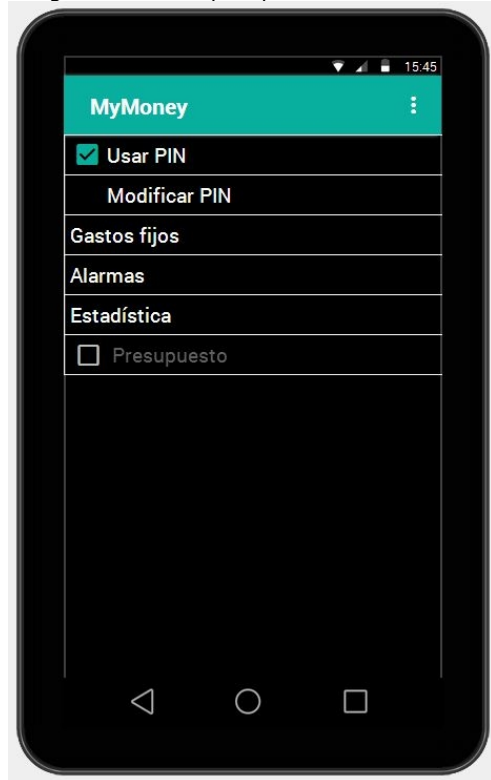 15:45
MyMoney
Usar PIN
Modificar PIN
Gastos fijos
Alarmas
Estadística
Presupuesto